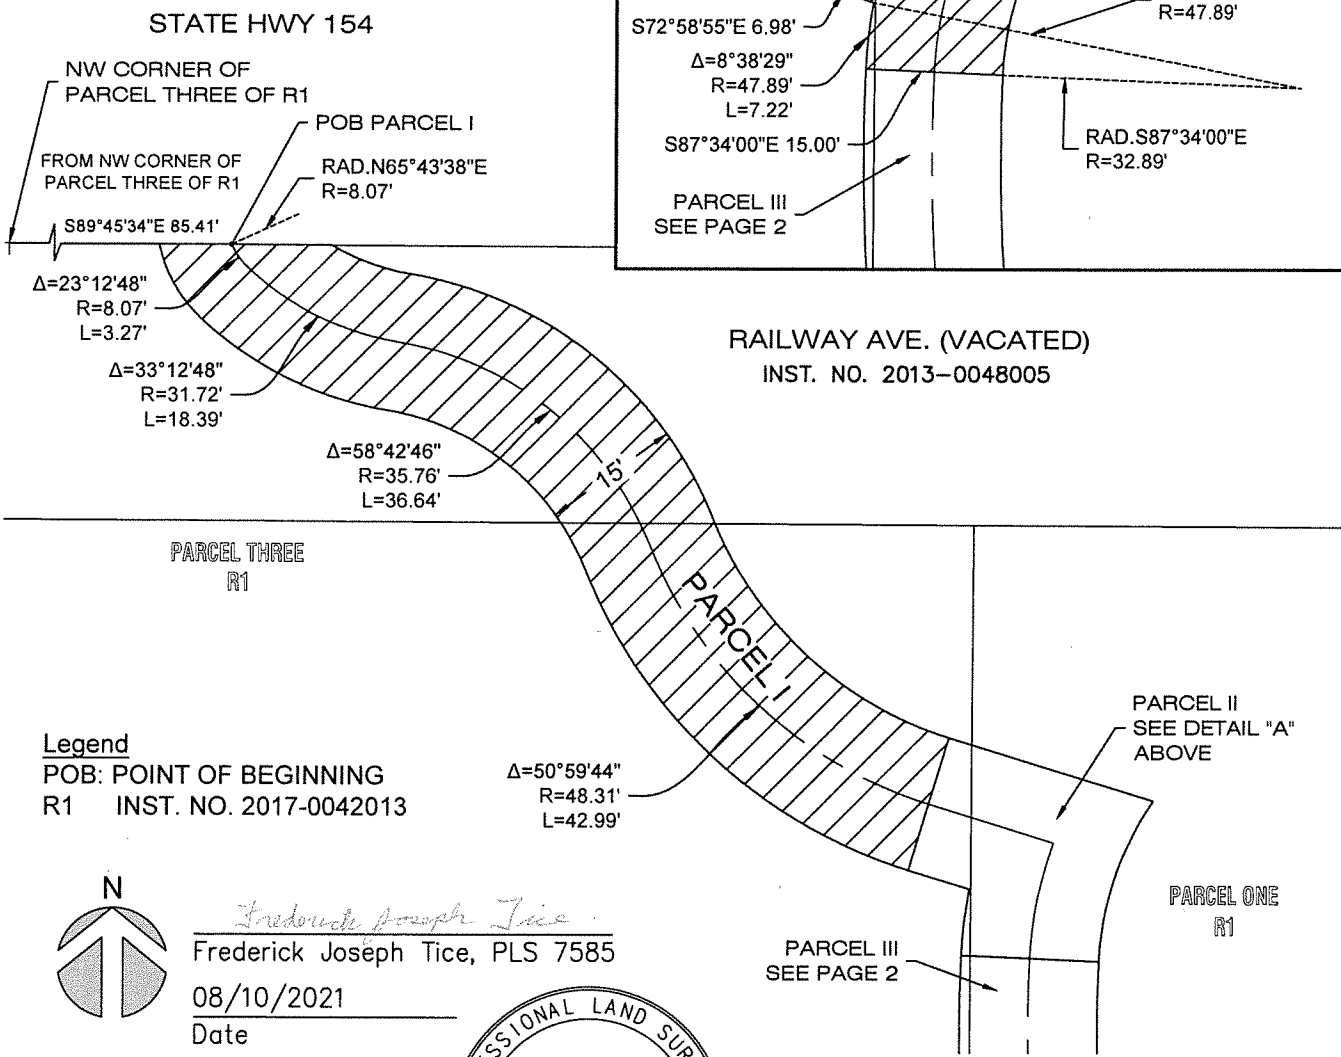 STATE HWY 154
NW CORNER OF
PARCEL THREE OF R1
POB PARCEL I
FROM NW CORNER OF
PARCEL THREE OF R1
RAD.N65°43'38"E
R=8.07'
S89°45'34"E 85.41'
Δ=23°12'48"
R=8.07'
L=3.27'
Δ=33°12'48"
R=31.72'
L=18.39'
Δ=58°42'46"
R=35.76'
L=36.64'
15'
S72°58'55"E 6.98'
Δ=8°38'29"
R=47.89'
L=7.22'
S87°34'00"E 15.00'
PARCEL III
SEE PAGE 2
R=47.89'
RAD.S87°34'00"E
R=32.89'
RAILWAY AVE. (VACATED)
INST. NO. 2013-0048005
PARCEL THREE
R1
PARCEL I
PARCEL II
SEE DETAIL "A"
ABOVE
Δ=50°59'44"
R=48.31'
L=42.99'
Legend
POB: POINT OF BEGINNING
R1 INST. NO. 2017-0042013
PARCEL ONE
R1
PARCEL III
SEE PAGE 2
N
Frederick Joseph Tice
Frederick Joseph Tice, PLS 7585
08/10/2021
Date
SSIONAL LAND SUR